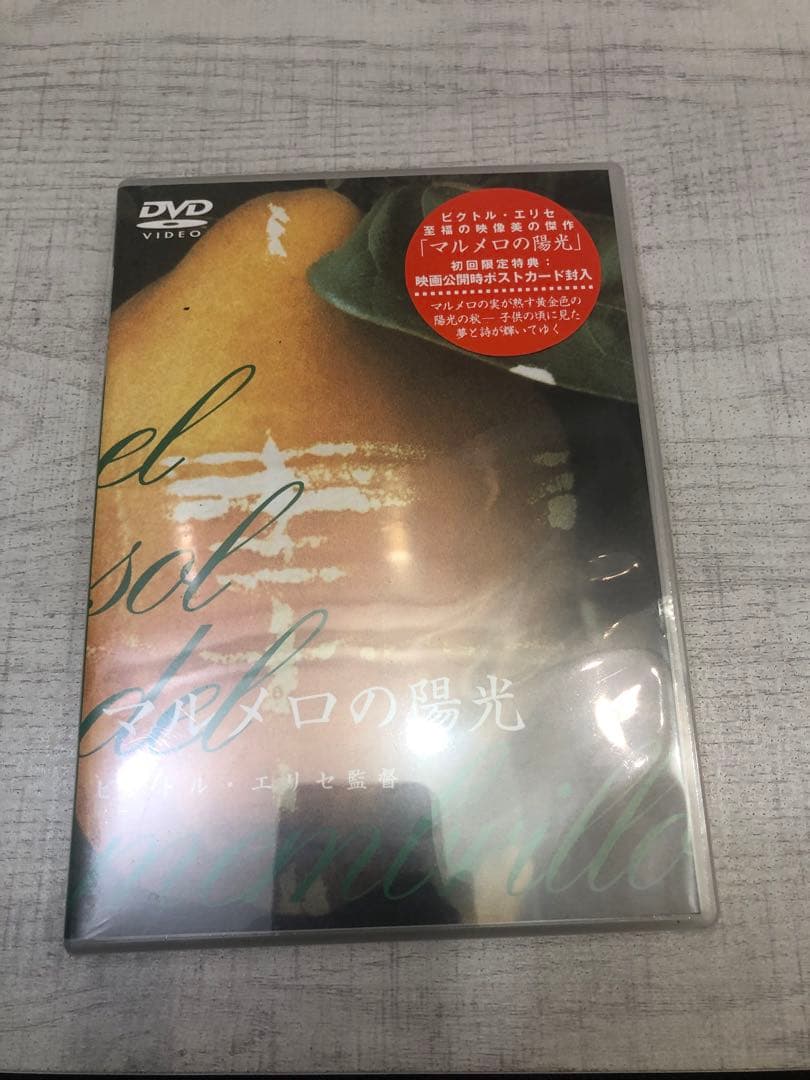 DVD
VIDEO
ビクトル・エリセ
至福の映像美の傑作
「マルメロの陽光」
初回限定特典：
映画公開時ポストカード封入
マルメロの実が熟す黄金色の
陽光の秋― 子供の頃に見た
夢と詩が輝いてゆく
el
sol
del
マルメロの陽光
ビクトル・エリセ監督
membrillo